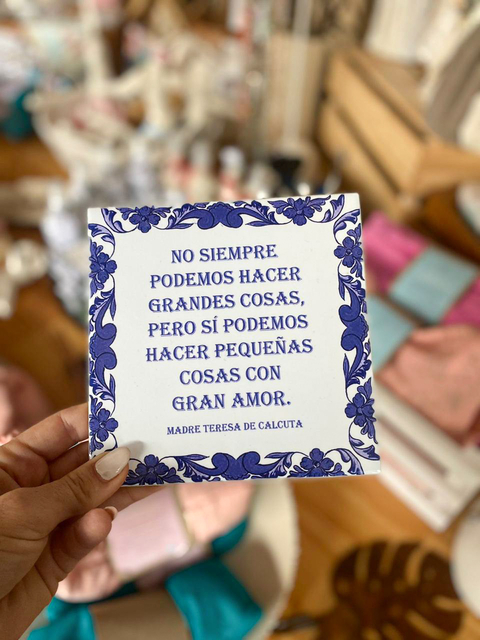 NO SIEMPRE
PODEMOS HACER
GRANDES COSAS,
PERO SÍ PODEMOS
HACER PEQUEÑAS
COSAS CON
GRAN AMOR.
MADRE TERESA DE CALCUTA